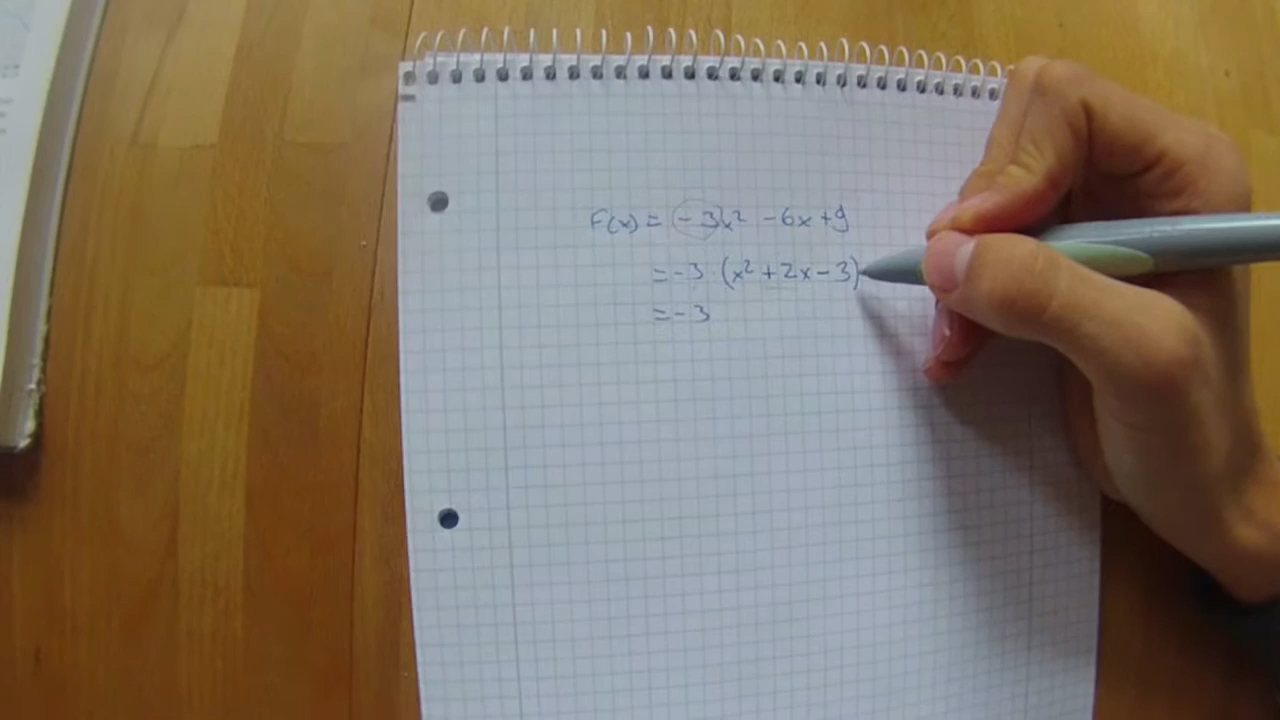 F(x) = -3x² -6x+9
= -3 · (x² + 2x - 3)
= -3